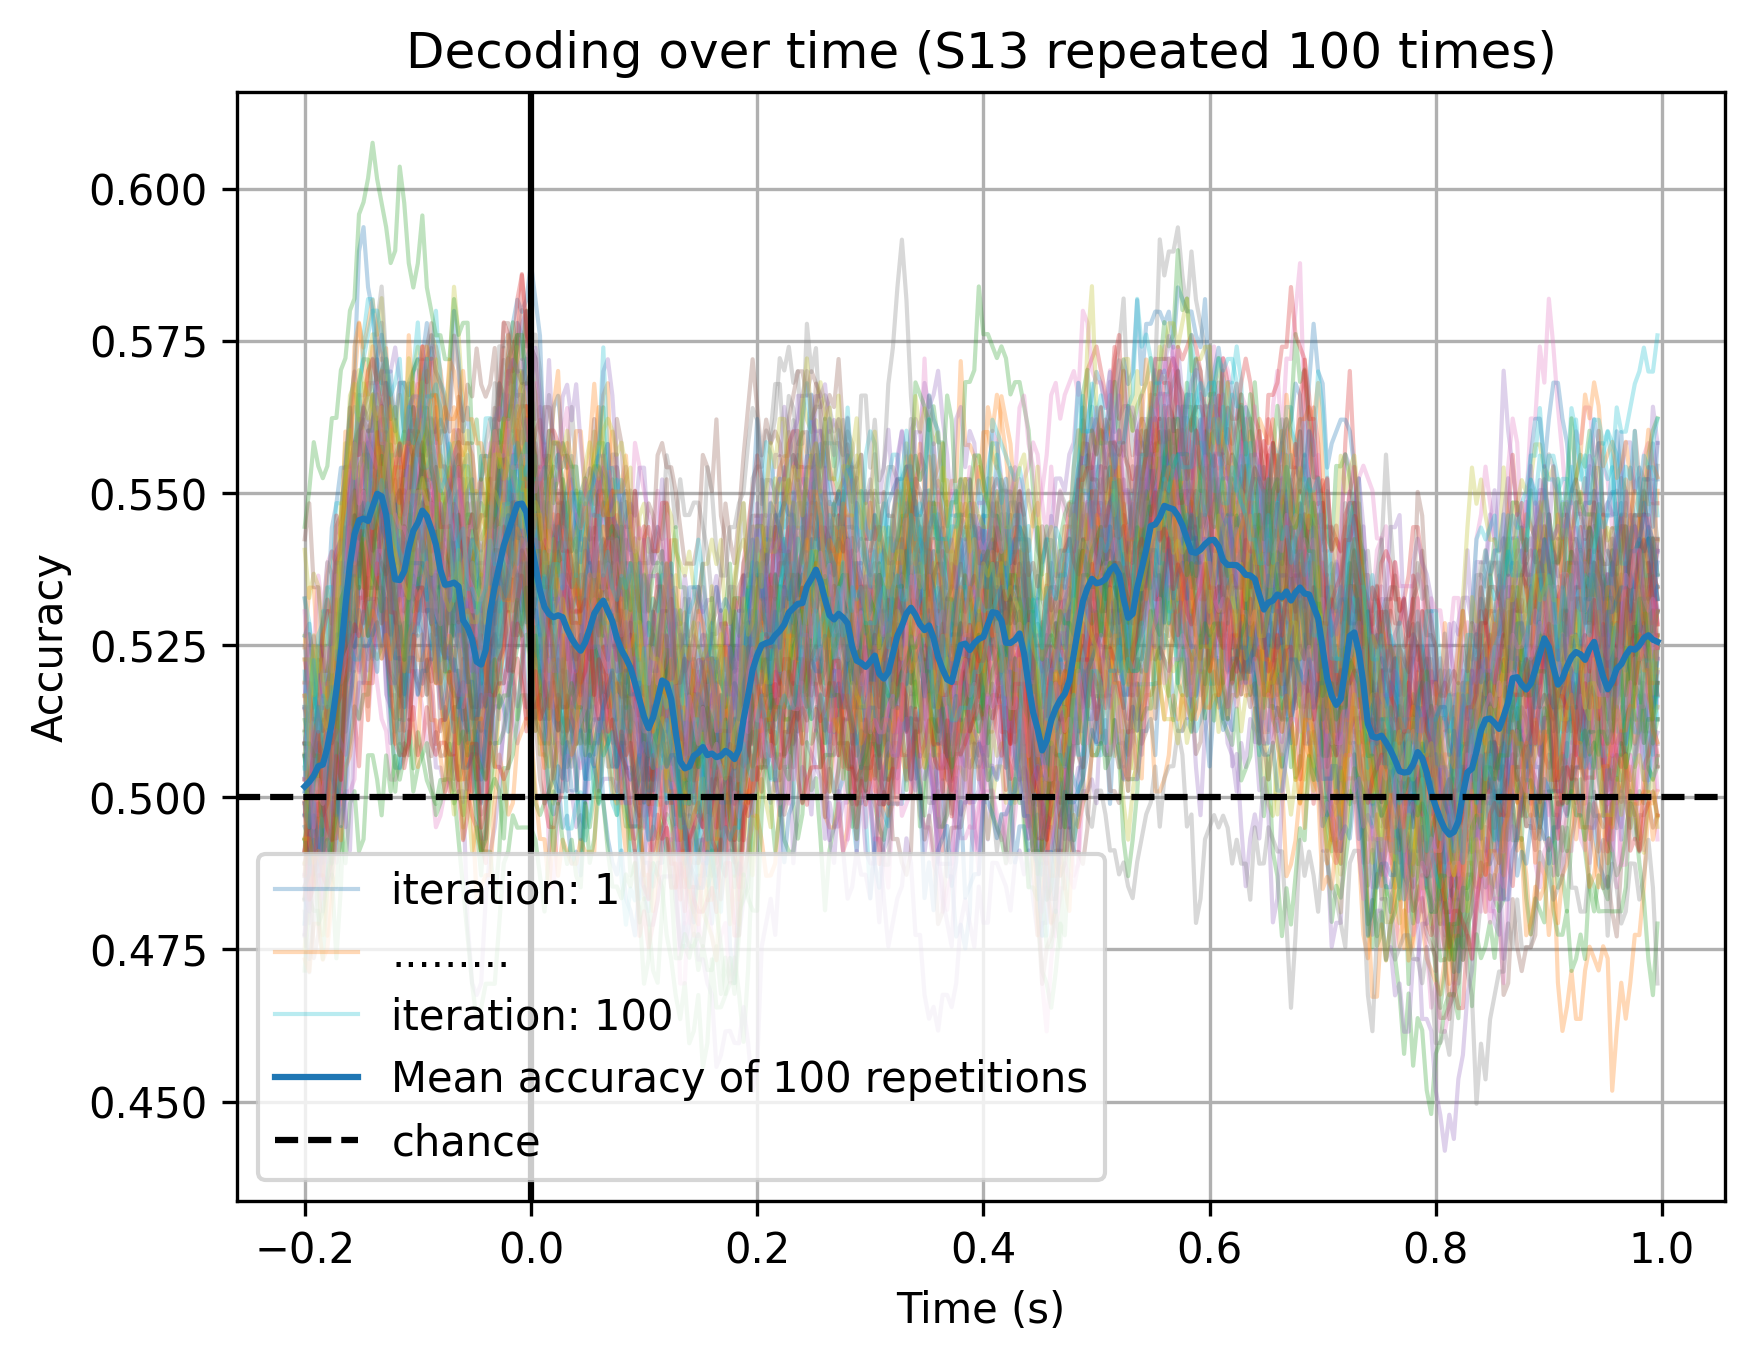 Decoding over time (S13 repeated 100 times)
Accuracy
0.600
0.575
0.550
0.525
0.500
0.475
0.450
iteration: 1
.........
iteration: 100
Mean accuracy of 100 repetitions
chance
−0.2 0.0 0.2 0.4 0.6 0.8 1.0
Time (s)